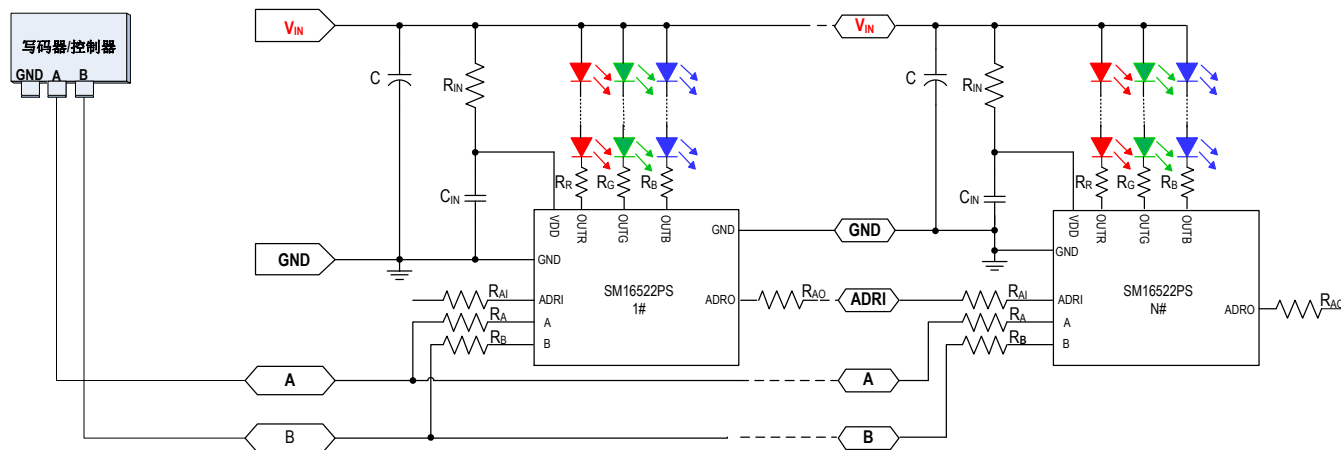 写码器/控制器
GND A B
VIN
VIN
C
RIN
C
RIN
RR RG RB
RR RG RB
CIN
CIN
VDD OUTR OUTG OUTB
VDD OUTR OUTG OUTB
GND
GND
GND
GND
GND
SM16522PS
1#
SM16522PS
N#
RAI ADRI
ADRO RAO
ADRI
RAI ADRI
ADRO RAO
RA A
RA A
RB B
RB B
A
A
B
B